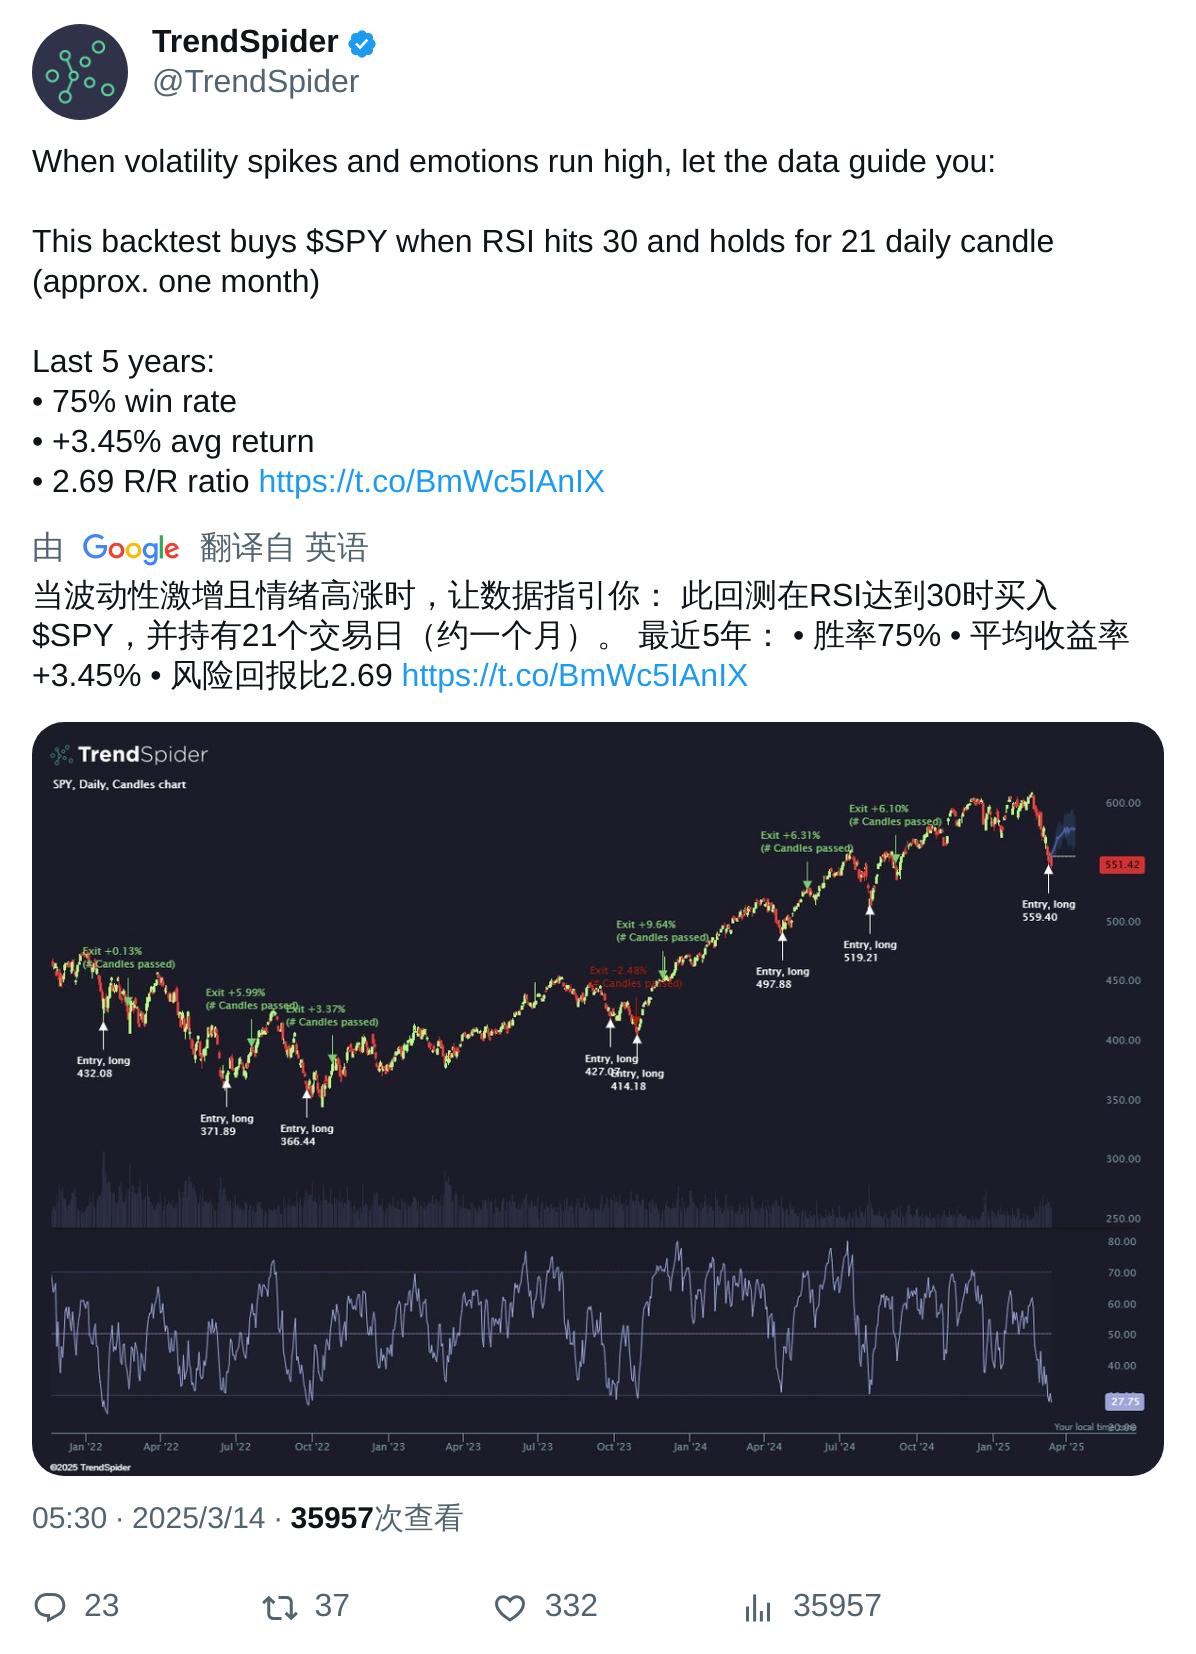 TrendSpider
@TrendSpider
When volatility spikes and emotions run high, let the data guide you:
This backtest buys $SPY when RSI hits 30 and holds for 21 daily candle
(approx. one month)
Last 5 years:
• 75% win rate
• +3.45% avg return
• 2.69 R/R ratio https://t.co/BmWc5IAnIX
由 Google 翻译自 英语
当波动性激增且情绪高涨时，让数据指引你： 此回测在RSI达到30时买入
$SPY，并持有21个交易日（约一个月）。 最近5年： • 胜率75% • 平均收益率
+3.45% • 风险回报比2.69 https://t.co/BmWc5IAnIX
TrendSpider
SPY, Daily, Candles chart
Exit +6.10%
(# Candles passed)
600.00
Exit +6.31%
(# Candles passed)
551.42
Entry, long
559.40
Exit +9.64%
(# Candles passed)
500.00
Entry, long
519.21
Exit +0.13%
(# Candles passed)
Exit -2.48%
(# Candles passed)
Entry, long
497.88
450.00
Exit +5.99%
(# Candles passed)
Exit +3.37%
(# Candles passed)
400.00
Entry, long
432.08
Entry, long
427.07
Entry, long
414.18
350.00
Entry, long
371.89
Entry, long
366.44
300.00
250.00
80.00
70.00
60.00
50.00
40.00
27.75
20.00
Your local time zone
Jan '22 Apr '22 Jul '22 Oct '22 Jan '23 Apr '23 Jul '23 Oct '23 Jan '24 Apr '24 Jul '24 Oct '24 Jan '25 Apr '25
©2025 TrendSpider
05:30 · 2025/3/14 · 35957次查看
23 37 332 35957